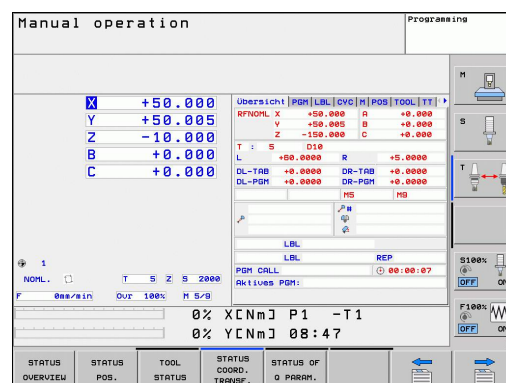 Manual operation
Programming
X +50.000
Y +50.005
Z -10.000
B +0.000
C +0.000
Übersicht PGM LBL CYC M POS TOOL TT
RFNOML X +50.000 A +0.000
Y +50.005 B +0.000
Z -150.000 C +0.000
T : 5 D10
L +80.0000 R +5.0000
DL-TAB +0.0000 DR-TAB +0.0000
DL-PGM +0.0000 DR-PGM +0.0000
M5 M9
LBL
LBL REP
PGM CALL 00:00:07
Aktives PGM:
1
NOML. T 5 Z S 2000
F 0mm/min Ovr 100% M 5/9
0% X[Nm] P1 -T1
0% Y[Nm] 08:47
M
S
T
S100%
OFF ON
F100%
OFF ON
STATUS OVERVIEW
STATUS POS.
TOOL STATUS
STATUS COORD. TRANSF.
STATUS OF Q PARAM.